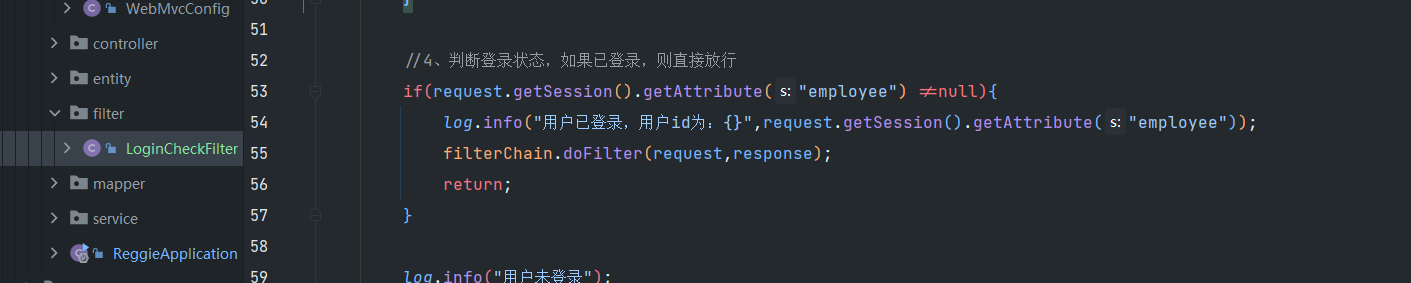 WebMvcConfig
controller
entity
filter
LoginCheckFilter
mapper
service
ReggieApplication
50 }
51
52 //4、判断登录状态，如果已登录，则直接放行
53 if(request.getSession().getAttribute( s: "employee") !=null){
54 log.info("用户已登录，用户id为：{}",request.getSession().getAttribute( s: "employee"));
55 filterChain.doFilter(request,response);
56 return;
57 }
58
59 log.info("用户未登录");